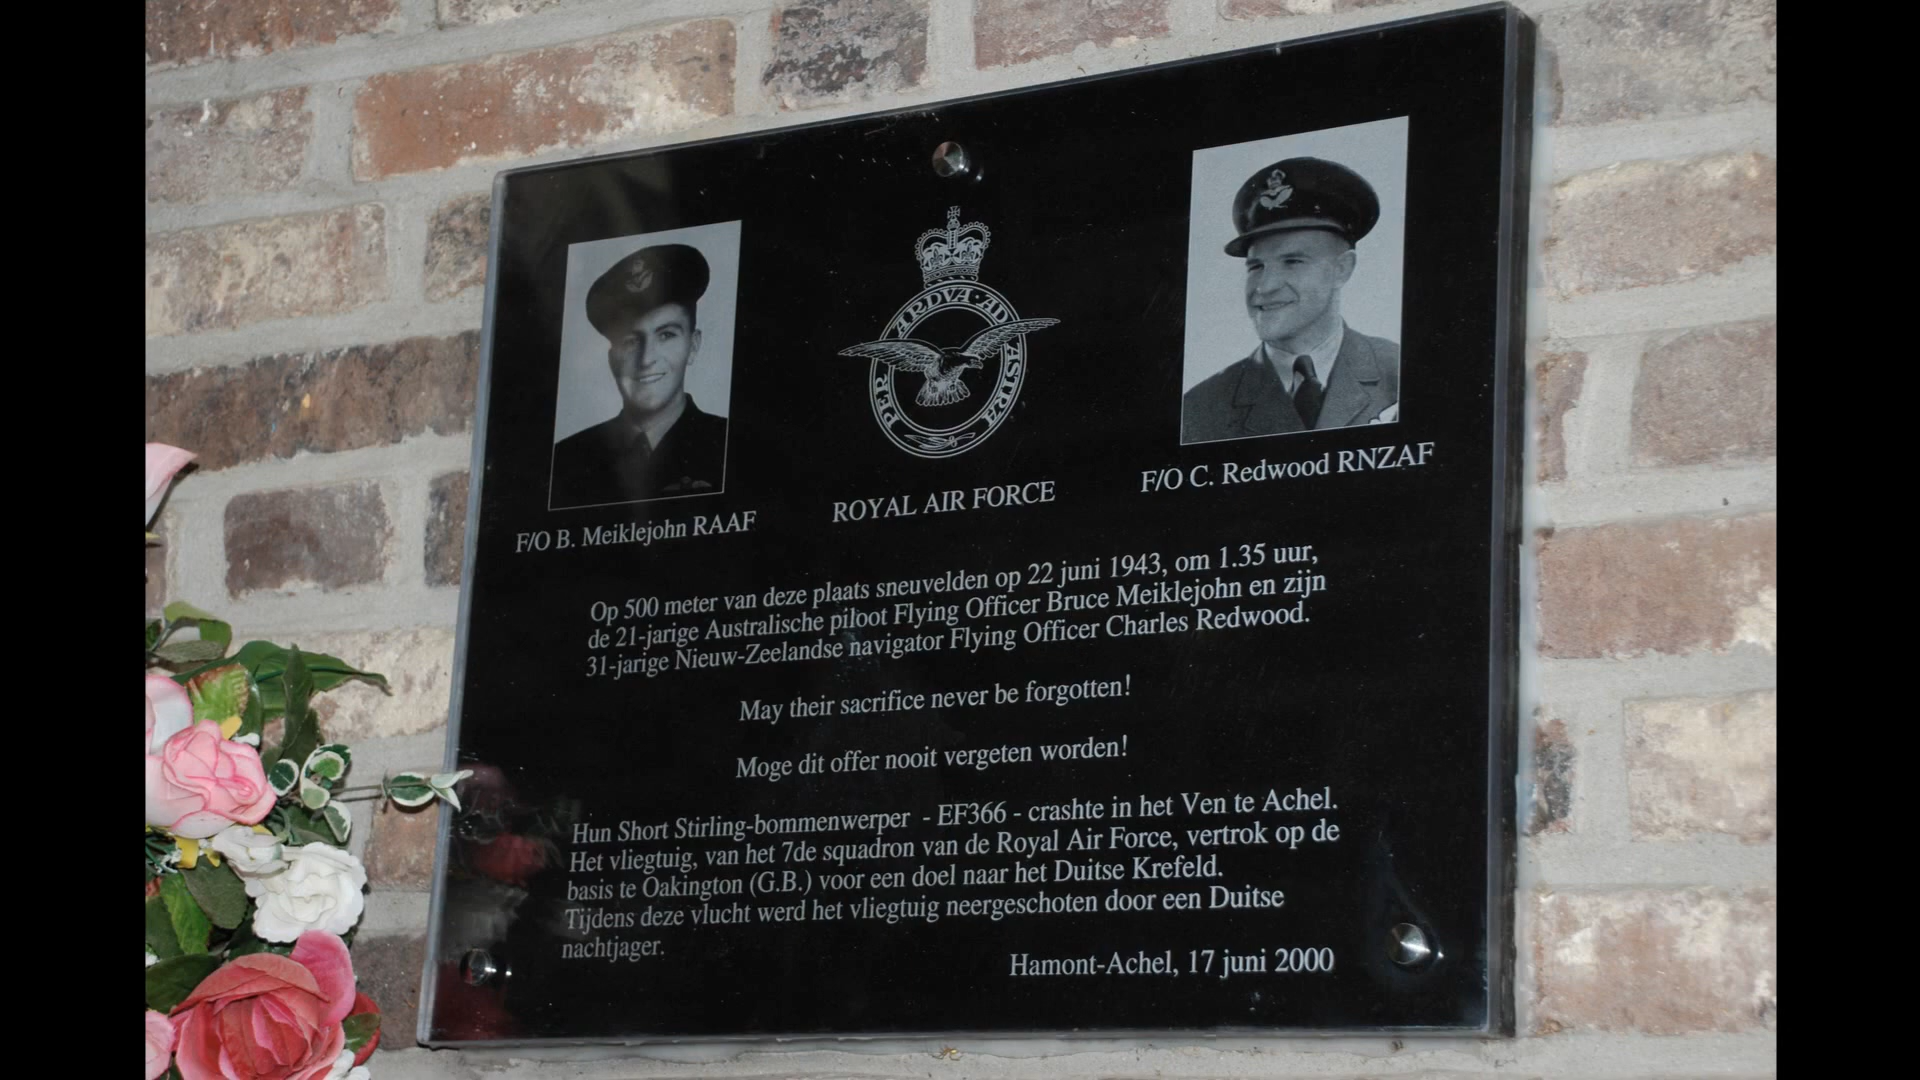 PER ARDVA · AD ASTRA
F/O B. Meiklejohn RAAF
ROYAL AIR FORCE
F/O C. Redwood RNZAF
Op 500 meter van deze plaats sneuvelden op 22 juni 1943, om 1.35 uur,
de 21-jarige Australische piloot Flying Officer Bruce Meiklejohn en zijn
31-jarige Nieuw-Zeelandse navigator Flying Officer Charles Redwood.
May their sacrifice never be forgotten!
Moge dit offer nooit vergeten worden!
Hun Short Stirling-bommenwerper - EF366 - crashte in het Ven te Achel.
Het vliegtuig, van het 7de squadron van de Royal Air Force, vertrok op de
basis te Oakington (G.B.) voor een doel naar het Duitse Krefeld.
Tijdens deze vlucht werd het vliegtuig neergeschoten door een Duitse
nachtjager.
Hamont-Achel, 17 juni 2000